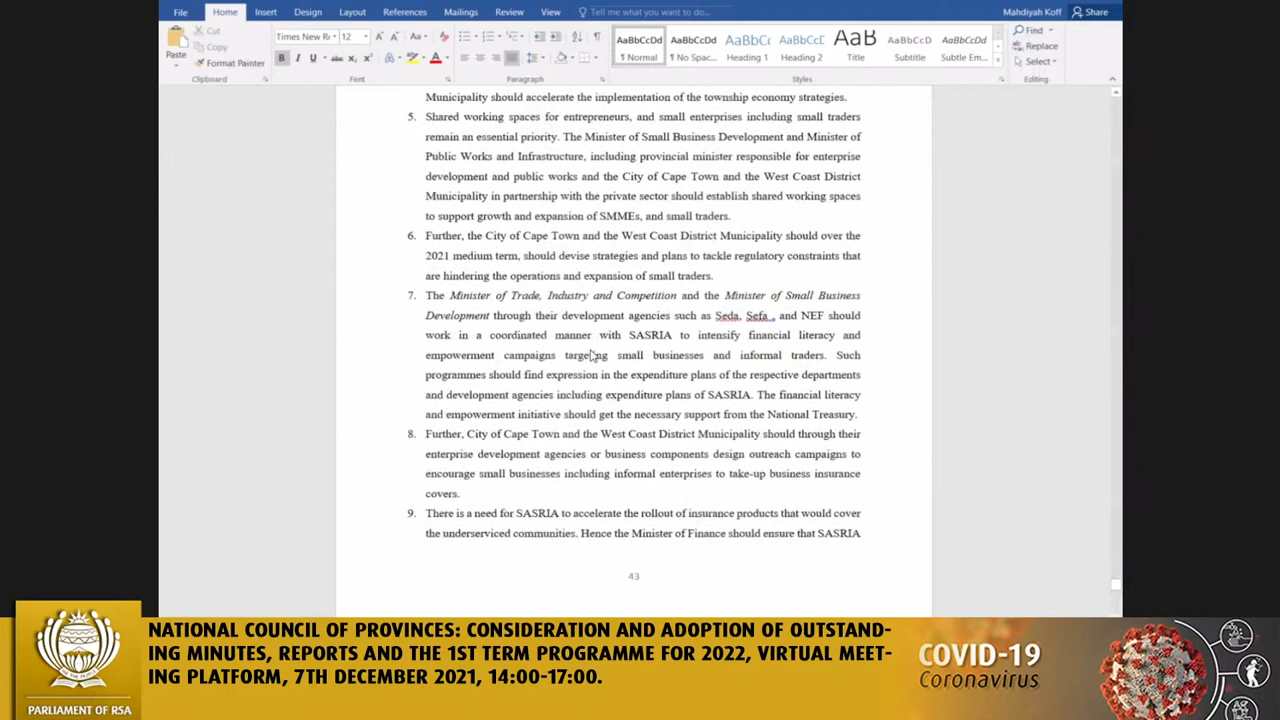 File Home Insert Design Layout References Mailings Review View Tell me what you want to do... Mahdiyah Koff Share
Paste Cut Copy Format Painter
Times New Ro 12
AaBbCcDd AaBbCcDd AaBbCc AaBbCcC AaB AaBbCcD AaBbCcDd
¶ Normal ¶ No Spac... Heading 1 Heading 2 Title Subtitle Subtle Em...
Find Replace Select
Clipboard Font Paragraph Styles Editing
Municipality should accelerate the implementation of the township economy strategies.
5. Shared working spaces for entrepreneurs, and small enterprises including small traders
remain an essential priority. The Minister of Small Business Development and Minister of
Public Works and Infrastructure, including provincial minister responsible for enterprise
development and public works and the City of Cape Town and the West Coast District
Municipality in partnership with the private sector should establish shared working spaces
to support growth and expansion of SMMEs, and small traders.
6. Further, the City of Cape Town and the West Coast District Municipality should over the
2021 medium term, should devise strategies and plans to tackle regulatory constraints that
are hindering the operations and expansion of small traders.
7. The Minister of Trade, Industry and Competition and the Minister of Small Business
Development through their development agencies such as Seda, Sefa , and NEF should
work in a coordinated manner with SASRIA to intensify financial literacy and
empowerment campaigns targeting small businesses and informal traders. Such
programmes should find expression in the expenditure plans of the respective departments
and development agencies including expenditure plans of SASRIA. The financial literacy
and empowerment initiative should get the necessary support from the National Treasury.
8. Further, City of Cape Town and the West Coast District Municipality should through their
enterprise development agencies or business components design outreach campaigns to
encourage small businesses including informal enterprises to take-up business insurance
covers.
9. There is a need for SASRIA to accelerate the rollout of insurance products that would cover
the underserviced communities. Hence the Minister of Finance should ensure that SASRIA
43
NATIONAL COUNCIL OF PROVINCES: CONSIDERATION AND ADOPTION OF OUTSTAND-
ING MINUTES, REPORTS AND THE 1ST TERM PROGRAMME FOR 2022, VIRTUAL MEET-
ING PLATFORM, 7TH DECEMBER 2021, 14:00-17:00.
PARLIAMENT OF RSA
COVID-19
Coronavirus